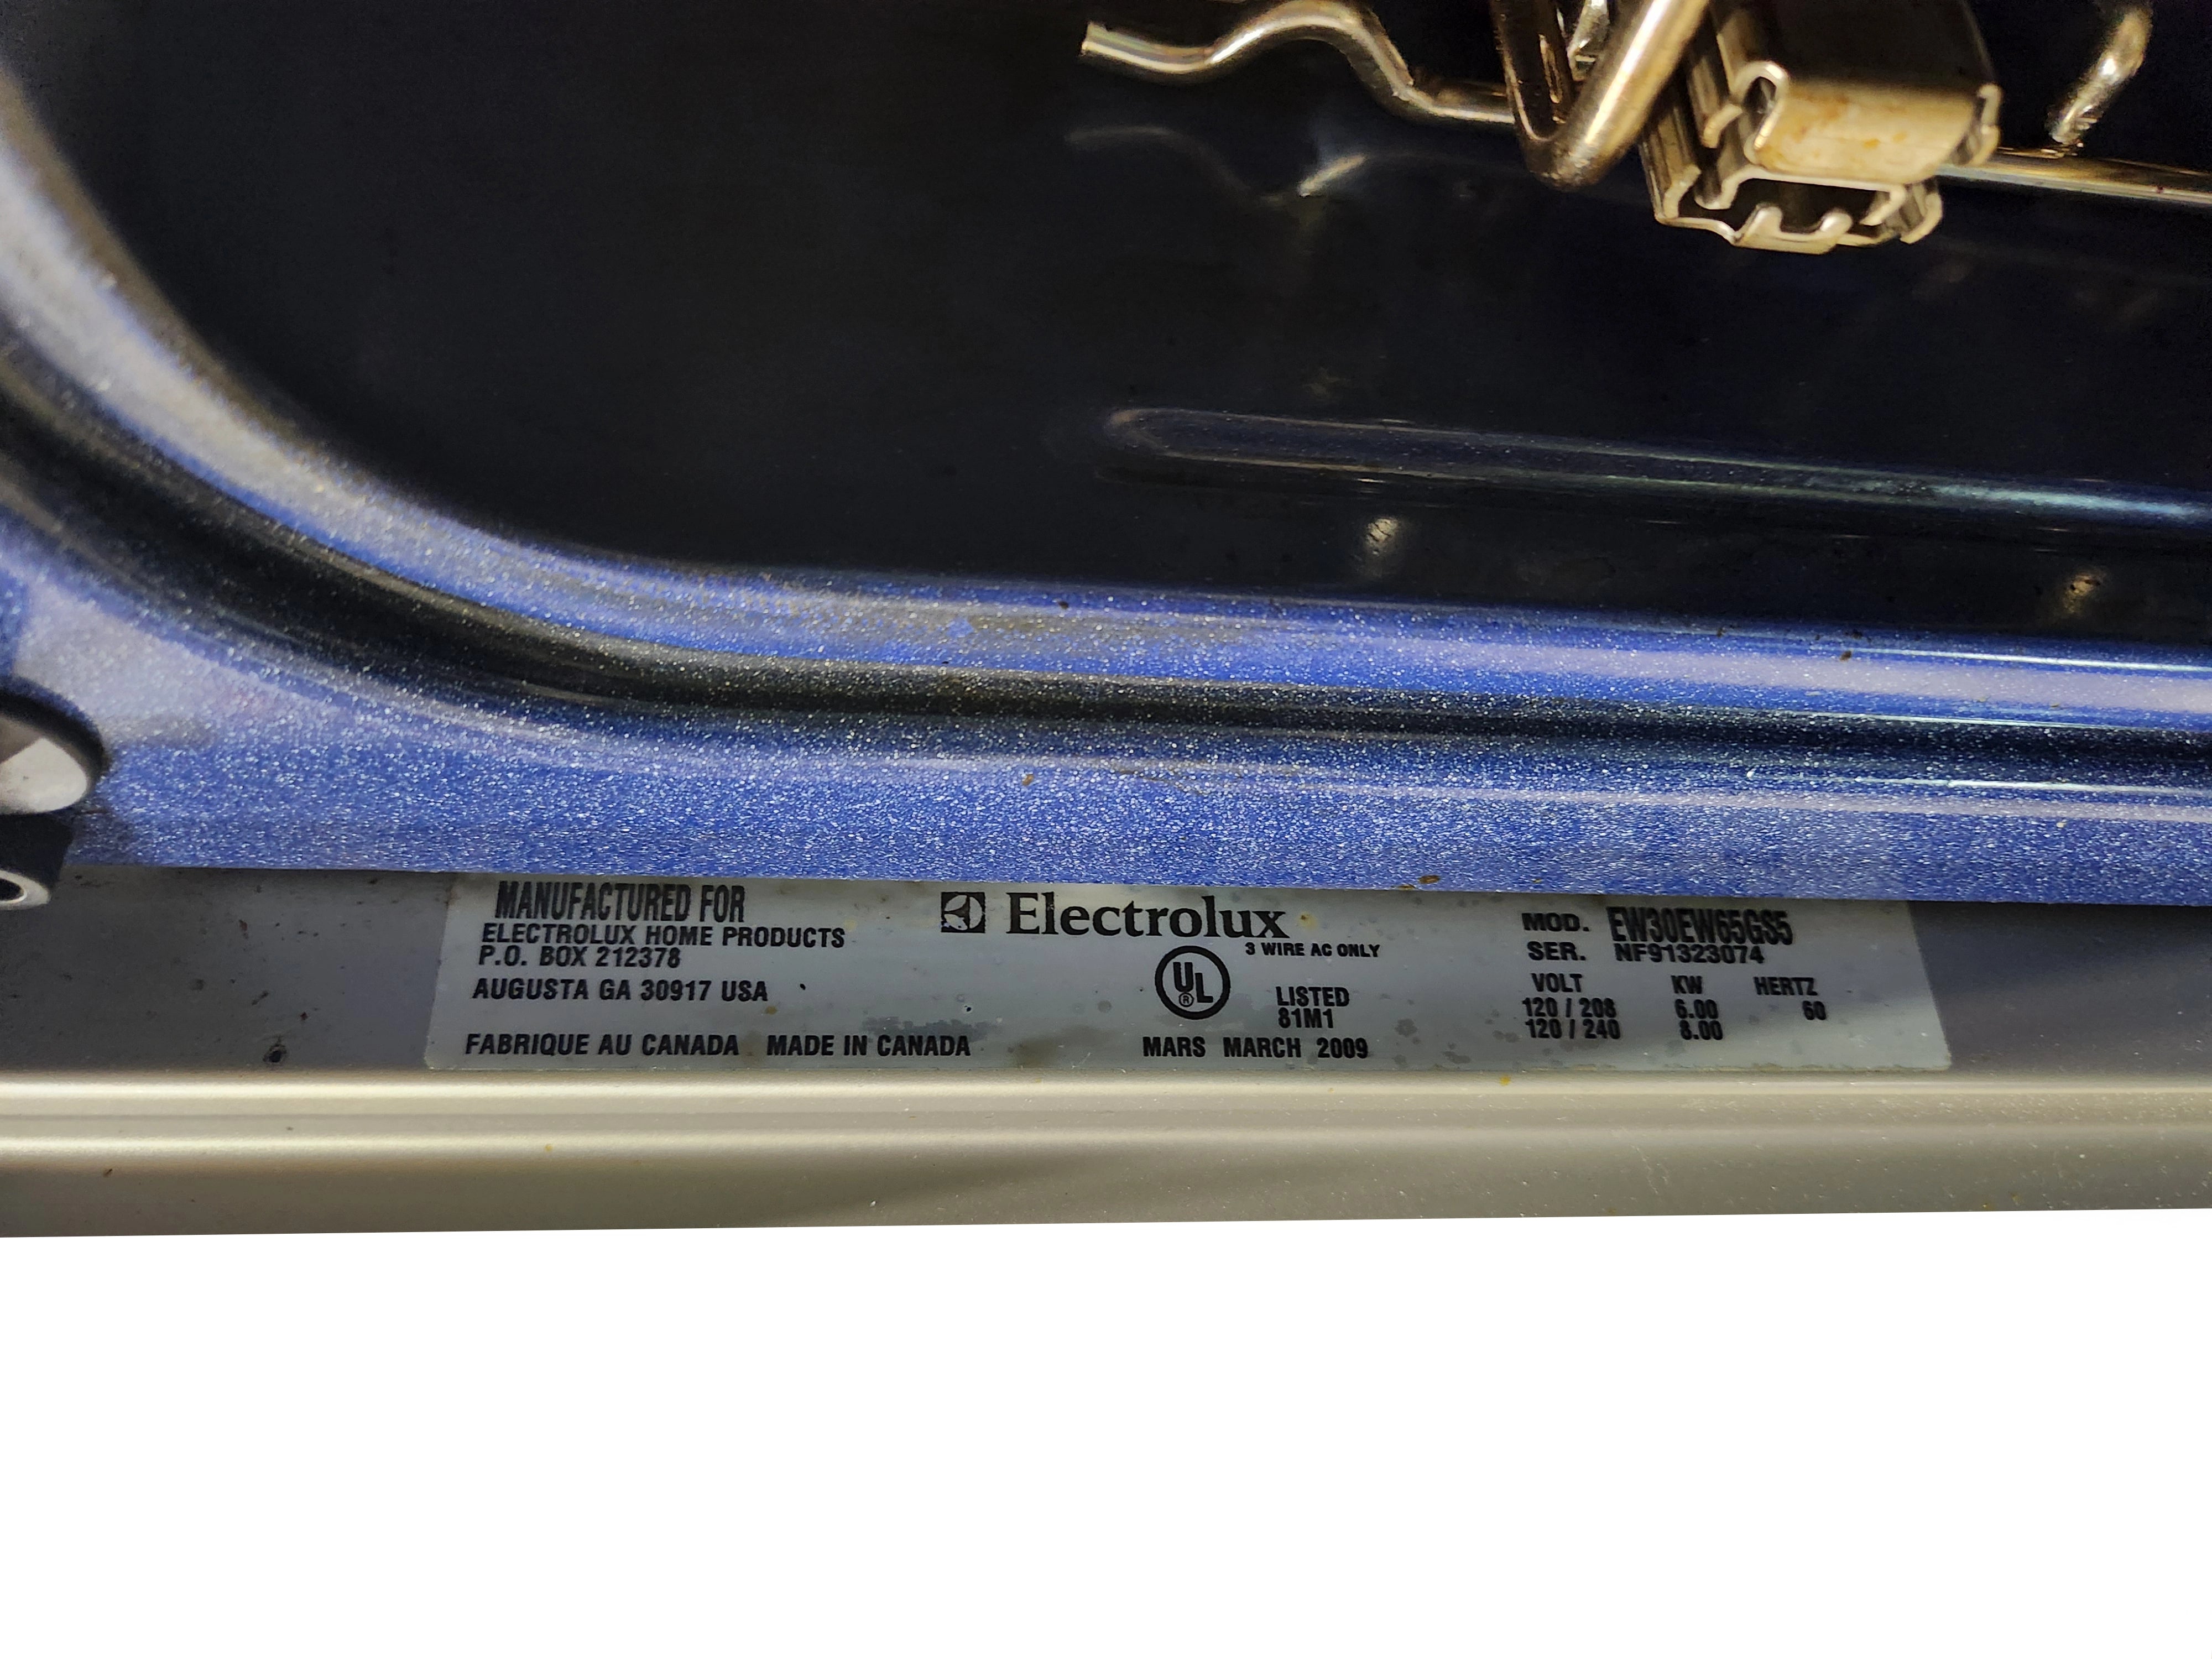 MANUFACTURED FOR
ELECTROLUX HOME PRODUCTS
P.O. BOX 212378
AUGUSTA GA 30917 USA
FABRIQUE AU CANADA MADE IN CANADA
Electrolux
3 WIRE AC ONLY
UL
®
LISTED
81M1
MARS MARCH 2009
MOD. EW30EW65GS5
SER. NF91323074
VOLT KW HERTZ
120 / 208 6.00 60
120 / 240 8.00